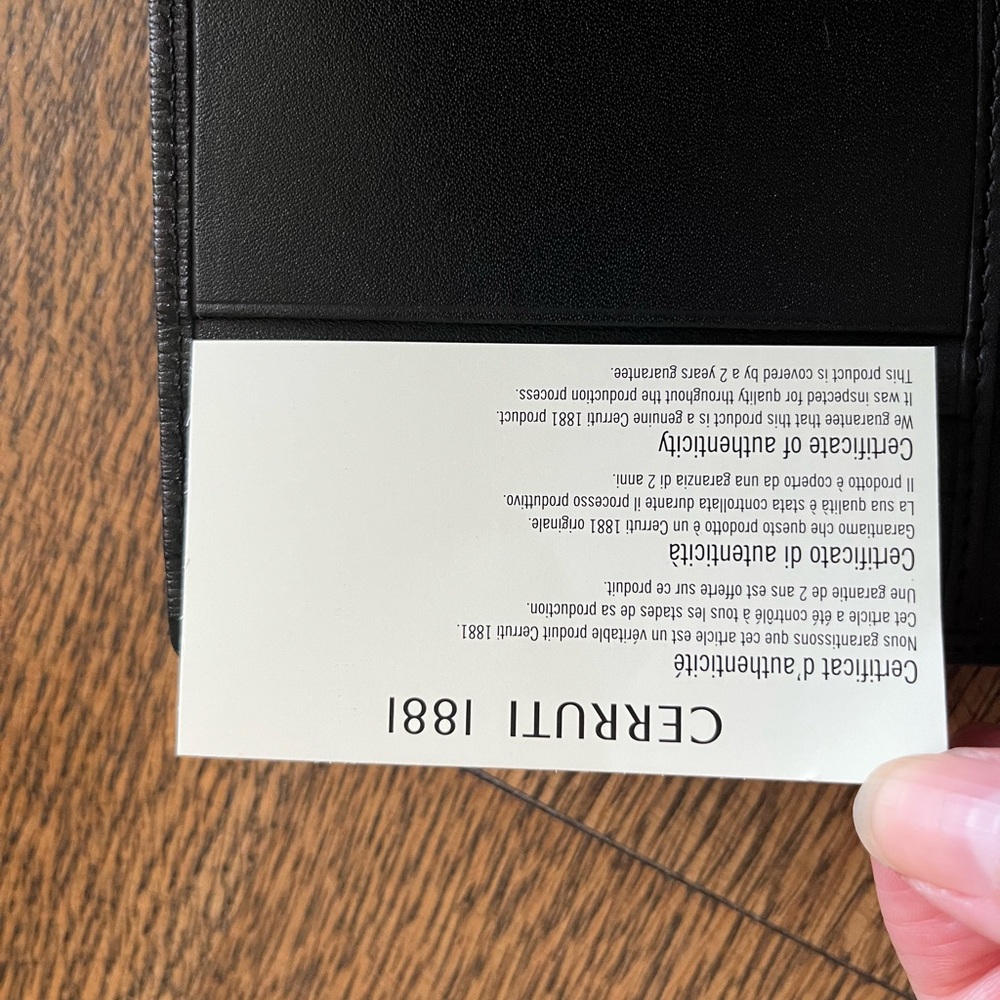 CERRUTI 1881
Certificat d'authenticité
Nous garantissons que cet article est un véritable produit Cerruti 1881.
Cet article a été contrôlé à tous les stades de sa production.
Une garantie de 2 ans est offerte sur ce produit.
Certificato di autenticità
Garantiamo che questo prodotto è un Cerruti 1881 originale.
La sua qualità è stata controllata durante il processo produttivo.
Il prodotto è coperto da una garanzia di 2 anni.
Certificate of authenticity
We guarantee that this product is a genuine Cerruti 1881 product.
It was inspected for quality throughout the production process.
This product is covered by a 2 years guarantee.